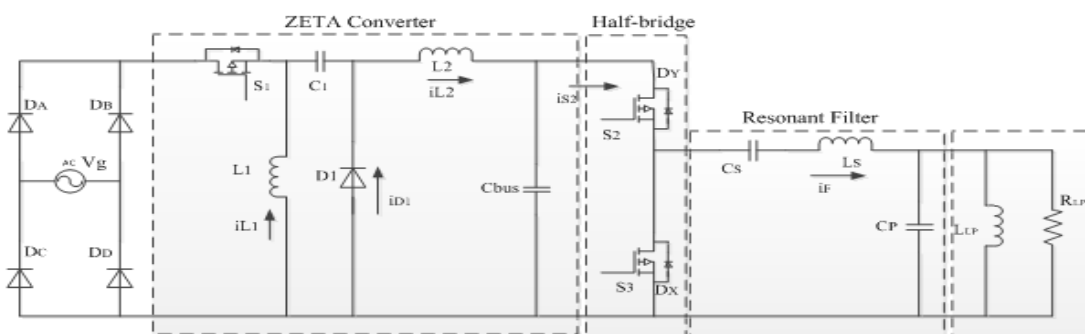 ZETA Converter
Half-bridge
Resonant Filter
DA
DB
S1
C1
L2
iL2
iS2
DY
S2
AC Vg
L1
iL1
D1
iD1
Cbus
CS
LS
iF
CP
LLP
RLP
DC
DD
S3
DX